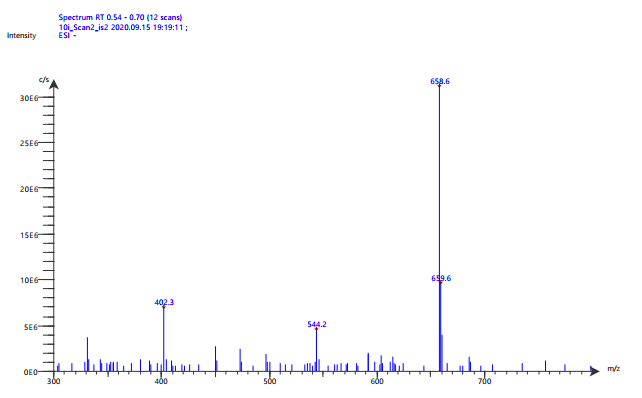 Spectrum RT 0.54 - 0.70 (12 scans)
10i_Scan2_is2 2020.09.15 19:19:11 ;
Intensity
ESI -
c/s
658.6
30E6
25E6
20E6
15E6
10E6
659.6
402.3
544.2
5E6
0E0
m/z
300
400
500
600
700